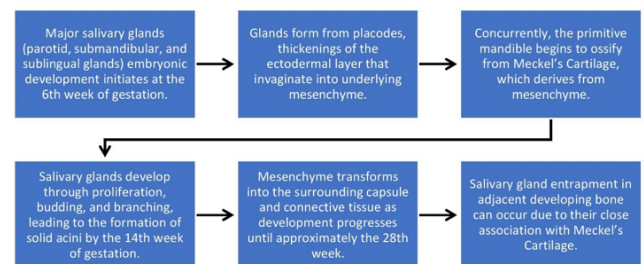 Major salivary glands
(parotid, submandibular, and
sublingual glands) embryonic
development initiates at the
6th week of gestation.
Glands form from placodes,
thickenings of the
ectodermal layer that
invaginate into underlying
mesenchyme.
Concurrently, the primitive
mandible begins to ossify
from Meckel's Cartilage,
which derives from
mesenchyme.
Salivary glands develop
through proliferation,
budding, and branching,
leading to the formation of
solid acini by the 14th week
of gestation.
Mesenchyme transforms
into the surrounding capsule
and connective tissue as
development progresses
until approximately the 28th
week.
Salivary gland entrapment in
adjacent developing bone
can occur due to their close
association with Meckel's
Cartilage.